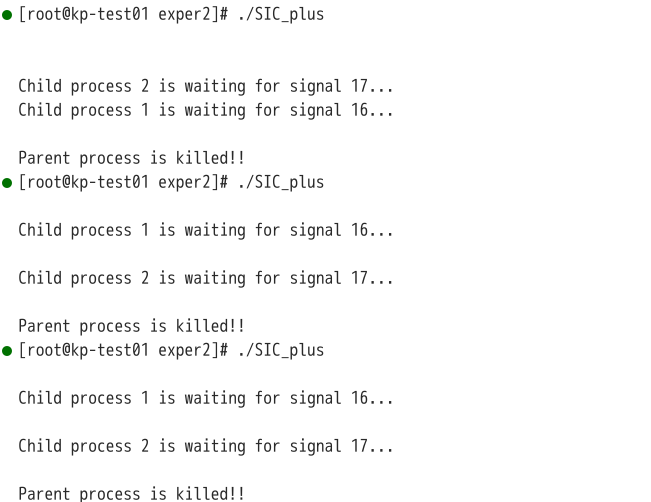 [root@kp-test01 exper2]# ./SIC_plus
Child process 2 is waiting for signal 17...
Child process 1 is waiting for signal 16...
Parent process is killed!!
[root@kp-test01 exper2]# ./SIC_plus
Child process 1 is waiting for signal 16...
Child process 2 is waiting for signal 17...
Parent process is killed!!
[root@kp-test01 exper2]# ./SIC_plus
Child process 1 is waiting for signal 16...
Child process 2 is waiting for signal 17...
Parent process is killed!!